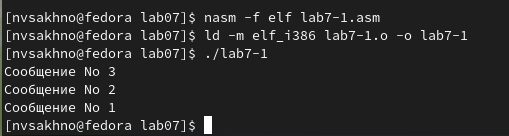 [nvsakhno@fedora lab07]$ nasm -f elf lab7-1.asm
[nvsakhno@fedora lab07]$ ld -m elf_i386 lab7-1.o -o lab7-1
[nvsakhno@fedora lab07]$ ./lab7-1
Сообщение No 3
Сообщение No 2
Сообщение No 1
[nvsakhno@fedora lab07]$